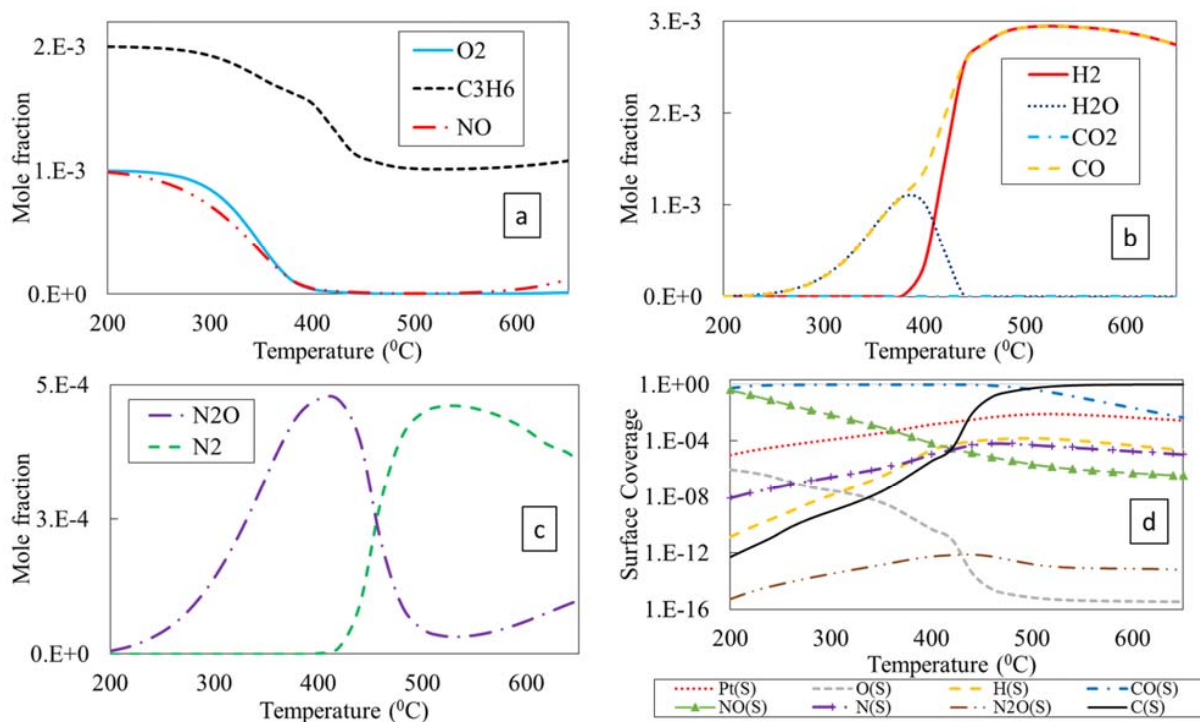 2.E-3
1.E-3
0.E+0
Mole fraction
O2
C3H6
NO
a
200 300 400 500 600
Temperature (⁰C)
3.E-3
2.E-3
1.E-3
0.E+0
Mole fraction
H2
H2O
CO2
CO
b
200 300 400 500 600
Temperature (⁰C)
5.E-4
3.E-4
0.E+0
Mole fraction
N2O
N2
c
200 300 400 500 600
Temperature (⁰C)
1.E+00
1.E-04
1.E-08
1.E-12
1.E-16
Surface Coverage
d
200 300 400 500 600
Temperature (⁰C)
Pt(S) O(S) H(S) CO(S)
NO(S) N(S) N2O(S) C(S)